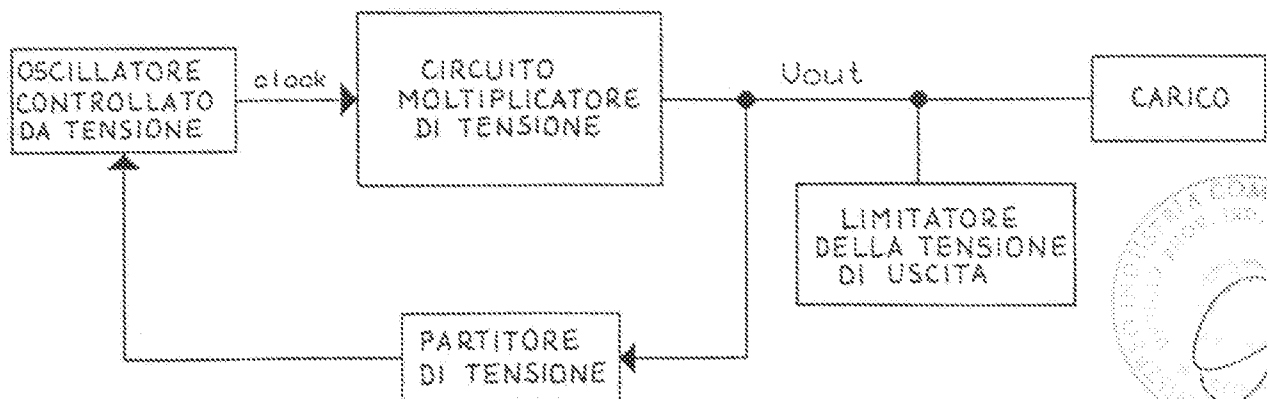 OSCILLATORE
CONTROLLATO
DA TENSIONE
clock
CIRCUITO
MOLTIPLICATORE
DI TENSIONE
Vout
CARICO
LIMITATORE
DELLA TENSIONE
DI USCITA
PARTITORE
DI TENSIONE